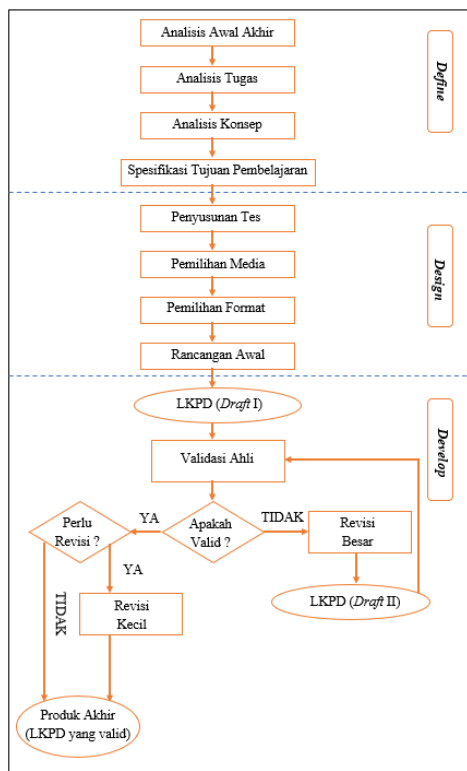 Analisis Awal Akhir
Analisis Tugas
Analisis Konsep
Spesifikasi Tujuan Pembelajaran
Define
Penyusunan Tes
Pemilihan Media
Pemilihan Format
Rancangan Awal
Design
LKPD (Draft I)
Develop
Validasi Ahli
Perlu
Revisi ?
YA
Apakah
Valid ?
TIDAK
Revisi
Besar
YA
TIDAK
Revisi
Kecil
LKPD (Draft II)
Produk Akhir
(LKPD yang valid)